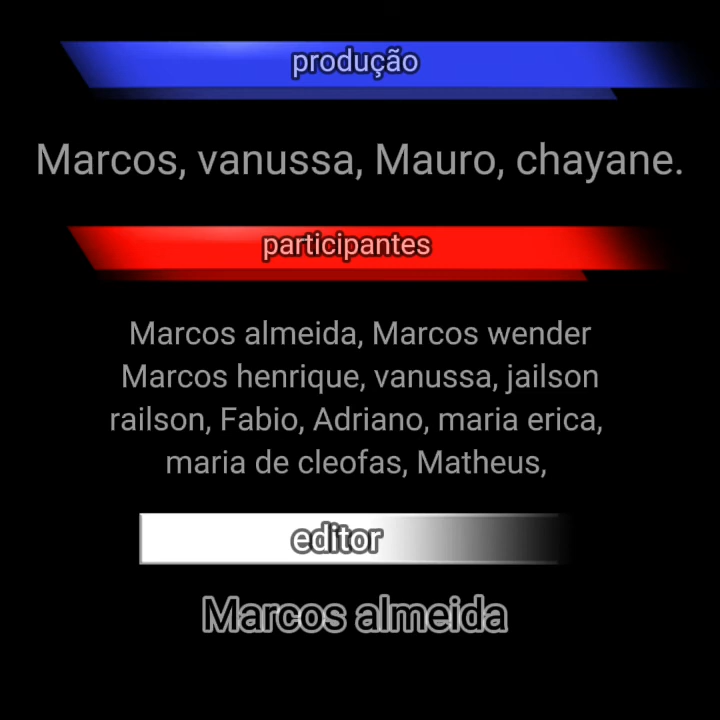 produção
Marcos, vanussa, Mauro, chayane.
participantes
Marcos almeida, Marcos wender
Marcos henrique, vanussa, jailson
railson, Fabio, Adriano, maria erica,
maria de cleofas, Matheus,
editor
Marcos almeida